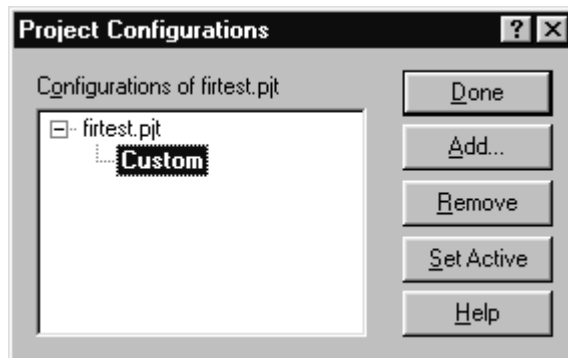 Project Configurations
Configurations of firtest.pjt
Done
firtest.pjt
Custom
Add...
Remove
Set Active
Help